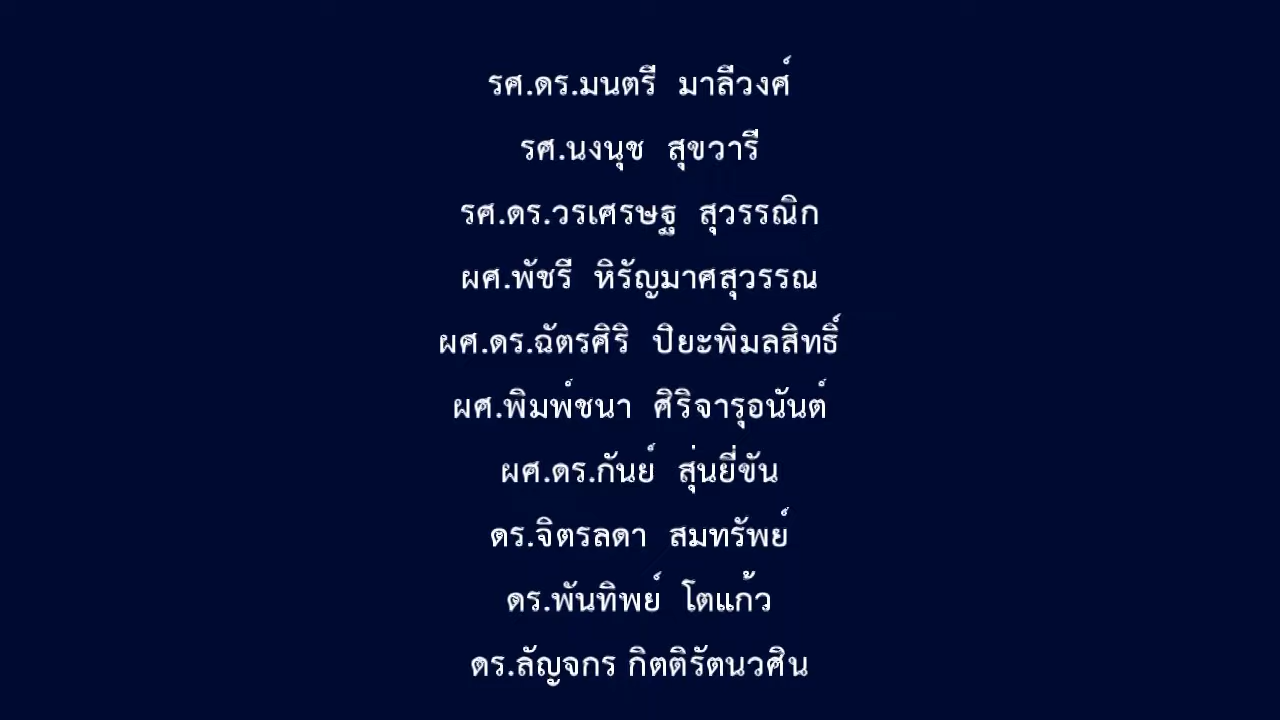 รศ.ดร.มนตรี มาลีวงศ์
รศ.นงนุช สุขวารี
รศ.ดร.วรเศรษฐ สุวรรณิก
ผศ.พัชรี หิรัญมาศสุวรรณ
ผศ.ดร.ฉัตรศิริ ปิยะพิมลสิทธิ์
ผศ.พิมพ์ชนา ศิริจารุอนันต์
ผศ.ดร.กันย์ สุ่นยี่ขัน
ดร.จิตรลดา สมทรัพย์
ดร.พันทิพย์ โตแก้ว
ดร.ลัญจกร กิตติรัตนวศิน